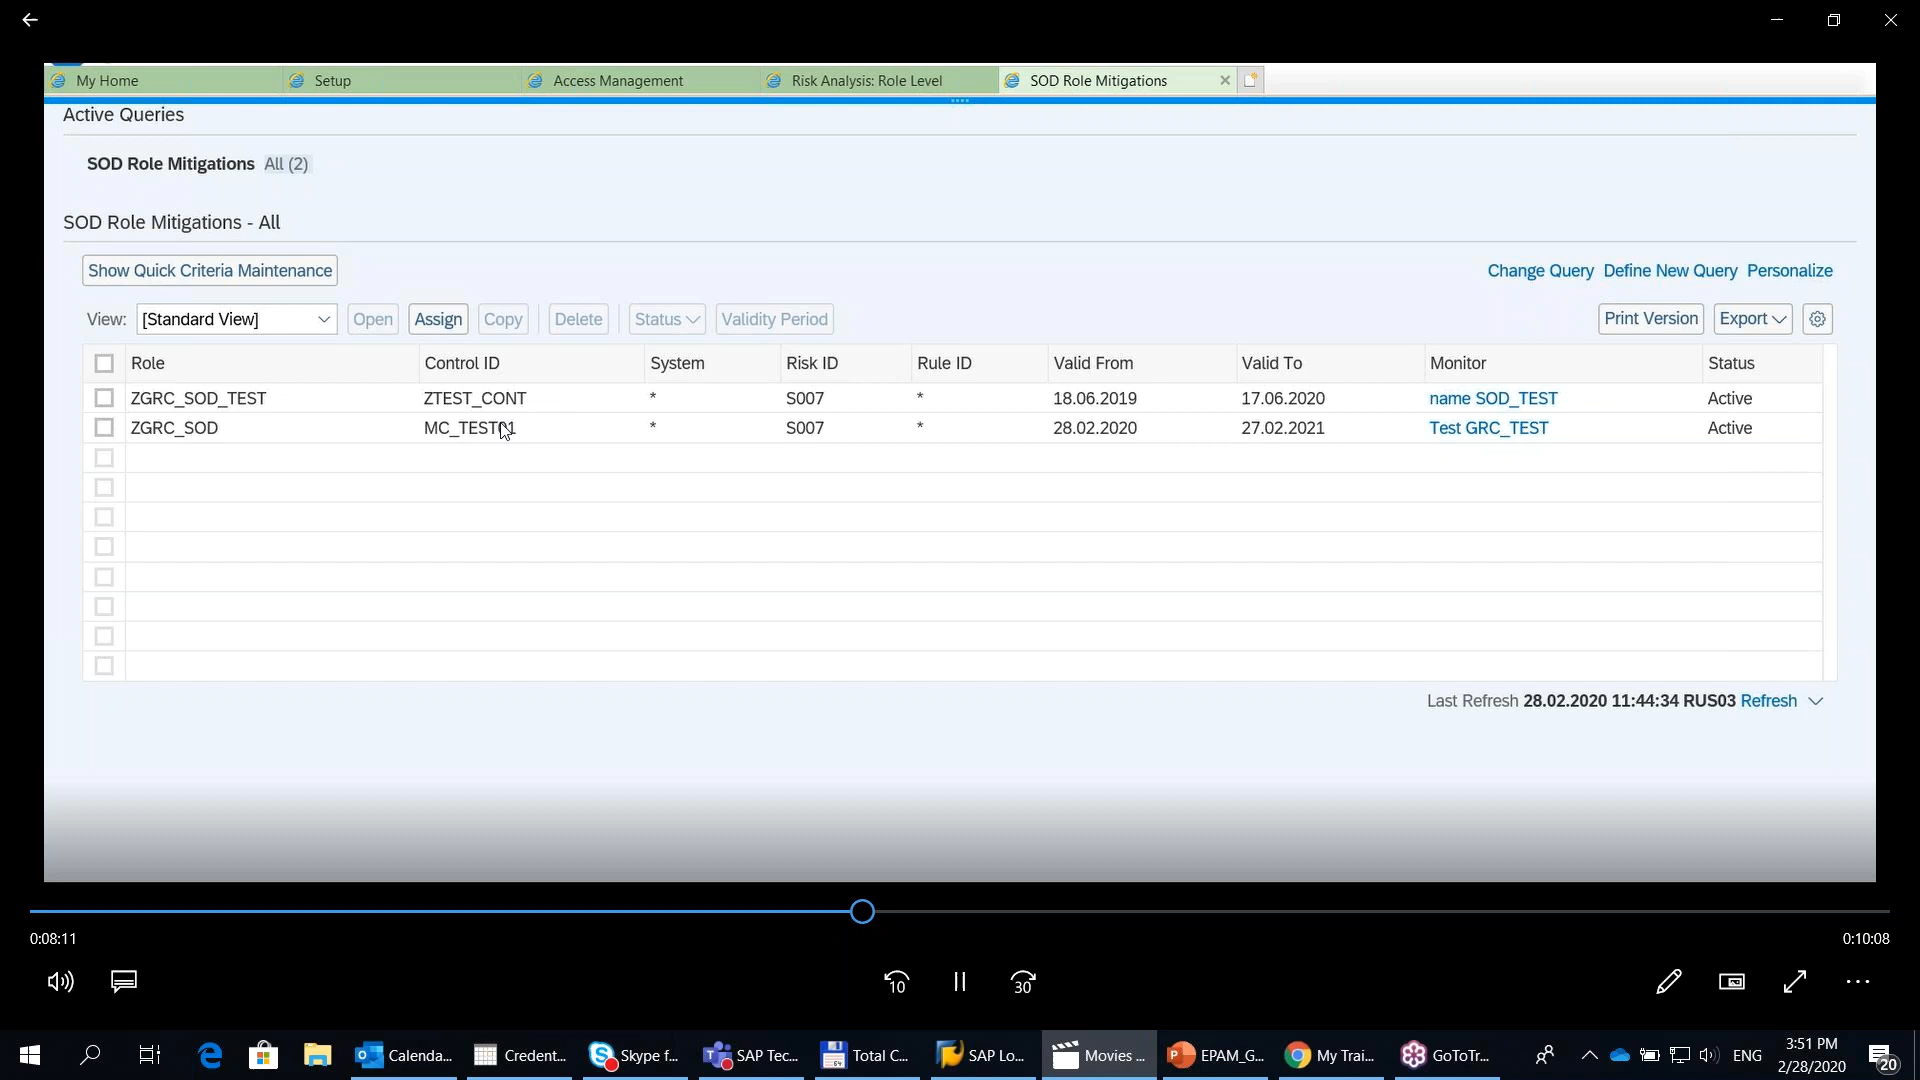 My Home Setup Access Management Risk Analysis: Role Level SOD Role Mitigations
Active Queries
SOD Role Mitigations All (2)
SOD Role Mitigations - All
Show Quick Criteria Maintenance Change Query Define New Query Personalize
View: [Standard View] Open Assign Copy Delete Status Validity Period Print Version Export
Role Control ID System Risk ID Rule ID Valid From Valid To Monitor Status
ZGRC_SOD_TEST ZTEST_CONT * S007 * 18.06.2019 17.06.2020 name SOD_TEST Active
ZGRC_SOD MC_TEST01 * S007 * 28.02.2020 27.02.2021 Test GRC_TEST Active
Last Refresh 28.02.2020 11:44:34 RUS03 Refresh
0:08:11 0:10:08
10 30
Calenda... Credent... Skype f... SAP Tec... Total C... SAP Lo... Movies ... EPAM_G... My Trai... GoToTr... ENG 3:51 PM
2/28/2020 20